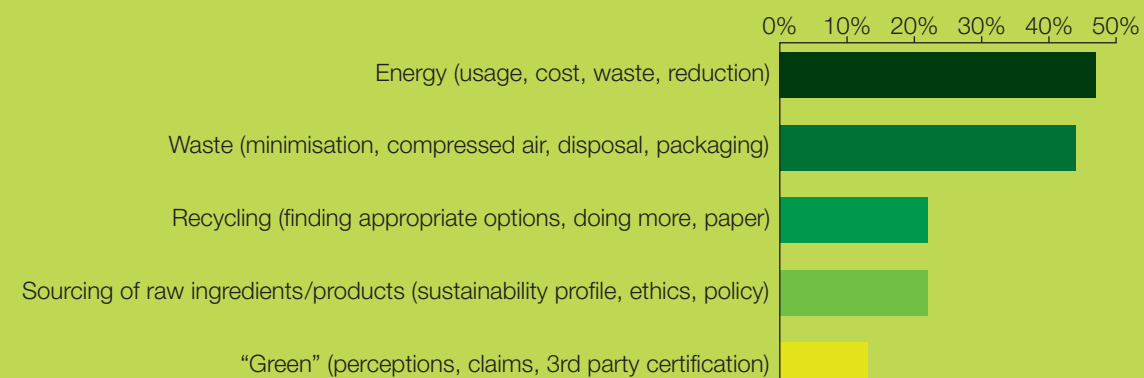 0% 10% 20% 30% 40% 50%
Energy (usage, cost, waste, reduction)
Waste (minimisation, compressed air, disposal, packaging)
Recycling (finding appropriate options, doing more, paper)
Sourcing of raw ingredients/products (sustainability profile, ethics, policy)
“Green” (perceptions, claims, 3rd party certification)